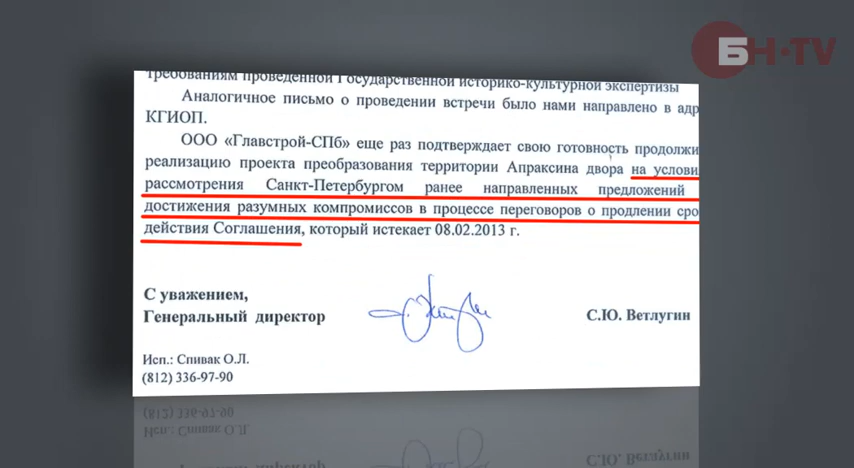 БН·TV
требованиям проведенной Государственной историко-культурной экспертизы
Аналогичное письмо о проведении встречи было нами направлено в адр
КГИОП.
ООО «Главстрой-СПб» еще раз подтверждает свою готовность продолжи
реализацию проекта преобразования территории Апраксина двора на услови
рассмотрения Санкт-Петербургом ранее направленных предложений
достижения разумных компромиссов в процессе переговоров о продлении сро
действия Соглашения, который истекает 08.02.2013 г.
С уважением,
Генеральный директор
С.Ю. Ветлугин
Исп.: Спивак О.Л.
(812) 336-97-90